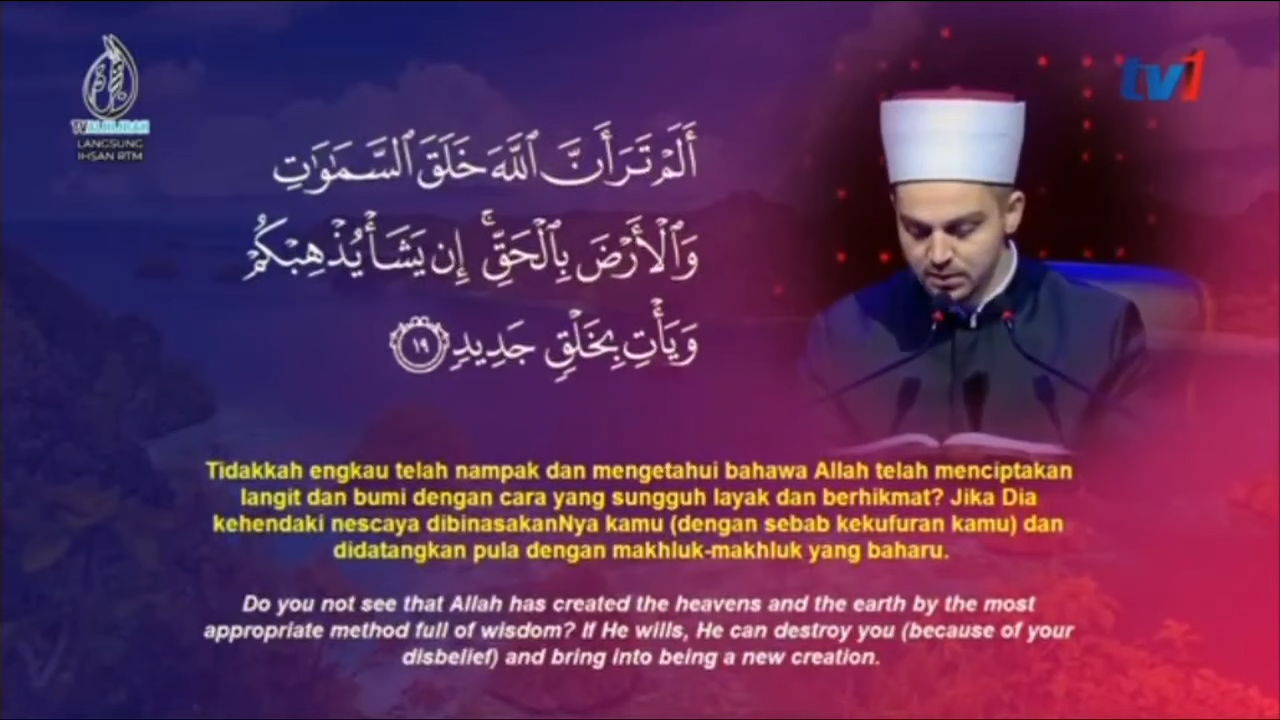 TVALHIJRAH
LANGSUNG
IHSAN RTM
tv1
أَلَمْ تَرَ أَنَّ ٱللَّهَ خَلَقَ ٱلسَّمَـٰوَٰتِ
وَٱلْأَرْضَ بِٱلْحَقِّ ۚ إِن يَشَأْ يُذْهِبْكُمْ
وَيَأْتِ بِخَلْقٍ جَدِيدٍ ١٩
Tidakkah engkau telah nampak dan mengetahui bahawa Allah telah menciptakan
langit dan bumi dengan cara yang sungguh layak dan berhikmat? Jika Dia
kehendaki nescaya dibinasakanNya kamu (dengan sebab kekufuran kamu) dan
didatangkan pula dengan makhluk-makhluk yang baharu.
Do you not see that Allah has created the heavens and the earth by the most
appropriate method full of wisdom? If He wills, He can destroy you (because of your
disbelief) and bring into being a new creation.